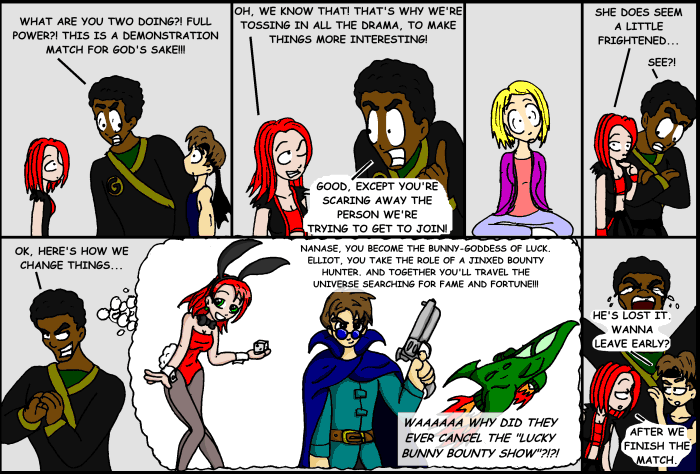 WHAT ARE YOU TWO DOING?! FULL
POWER?! THIS IS A DEMONSTRATION
MATCH FOR GOD'S SAKE!!!
OH, WE KNOW THAT! THAT'S WHY WE'RE
TOSSING IN ALL THE DRAMA, TO MAKE
THINGS MORE INTERESTING!
GOOD, EXCEPT YOU'RE
SCARING AWAY THE
PERSON WE'RE
TRYING TO GET TO JOIN!
SHE DOES SEEM
A LITTLE
FRIGHTENED...
SEE?!
OK, HERE'S HOW WE
CHANGE THINGS...
NANASE, YOU BECOME THE BUNNY-GODDESS OF LUCK.
ELLIOT, YOU TAKE THE ROLE OF A JINXED BOUNTY
HUNTER. AND TOGETHER YOU'LL TRAVEL THE
UNIVERSE SEARCHING FOR FAME AND FORTUNE!!!
WAAAAAA WHY DID THEY
EVER CANCEL THE "LUCKY
BUNNY BOUNTY SHOW"?!?!
HE'S LOST IT.
WANNA
LEAVE EARLY?
AFTER WE
FINISH THE
MATCH.